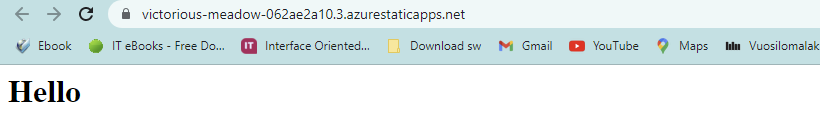 victorious-meadow-062ae2a10.3.azurestaticapps.net
Ebook IT eBooks - Free Do... IT Interface Oriented... Download sw Gmail YouTube Maps Vuosilomalak
Hello